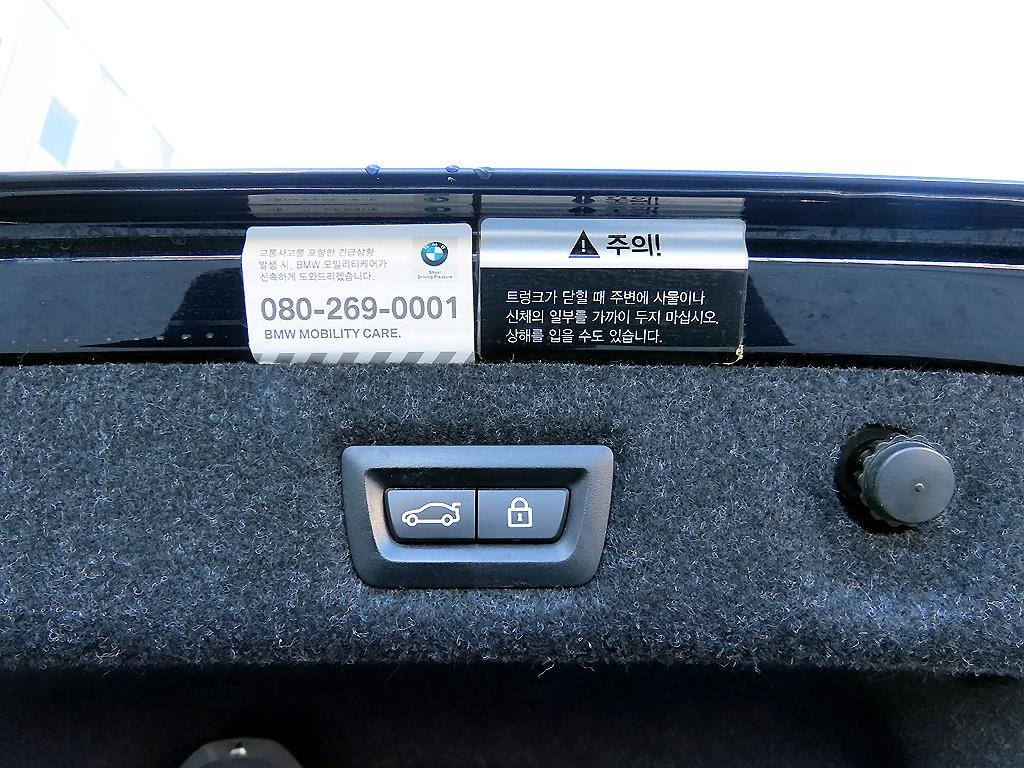 교통사고를 포함한 긴급상황
발생 시, BMW 모빌리티케어가
신속하게 도와드리겠습니다.
BMW
Sheer
Driving Pleasure
080-269-0001
BMW MOBILITY CARE.
주의!
트렁크가 닫힐 때 주변에 사물이나
신체의 일부를 가까이 두지 마십시오.
상해를 입을 수도 있습니다.